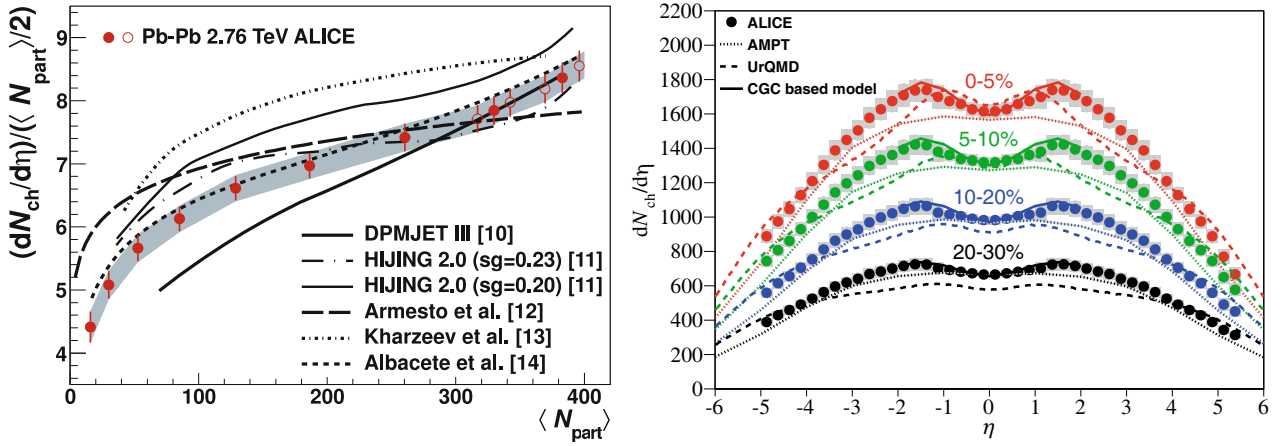 (dN_ch/dη)/(⟨ N_part ⟩/2)
9
8
7
6
5
4
Pb-Pb 2.76 TeV ALICE
DPMJET III [10]
HIJING 2.0 (sg=0.23) [11]
HIJING 2.0 (sg=0.20) [11]
Armesto et al. [12]
Kharzeev et al. [13]
Albacete et al. [14]
0 100 200 300 400
⟨ N_part ⟩
dN_ch/dη
2200
2000
1800
1600
1400
1200
1000
800
600
400
200
0
ALICE
AMPT
UrQMD
CGC based model
0-5%
5-10%
10-20%
20-30%
-6 -5 -4 -3 -2 -1 0 1 2 3 4 5 6
η